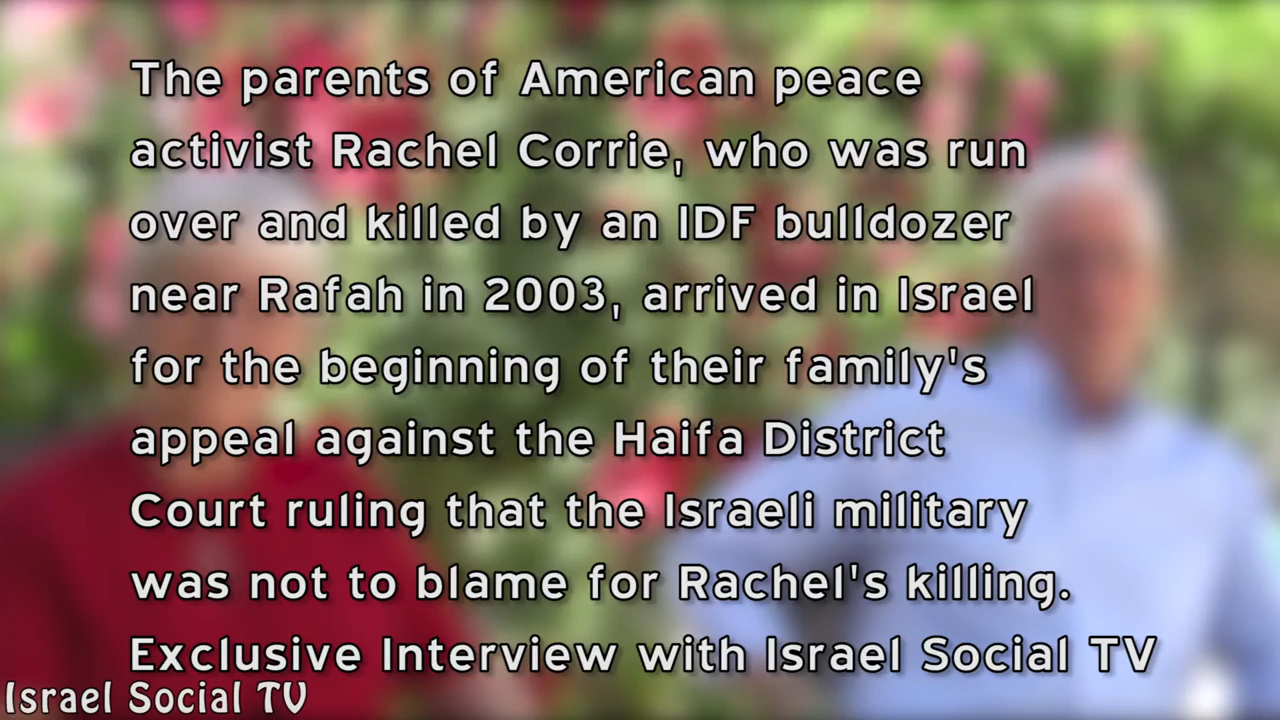 The parents of American peace
activist Rachel Corrie, who was run
over and killed by an IDF bulldozer
near Rafah in 2003, arrived in Israel
for the beginning of their family's
appeal against the Haifa District
Court ruling that the Israeli military
was not to blame for Rachel's killing.
Exclusive Interview with Israel Social TV
Israel Social TV